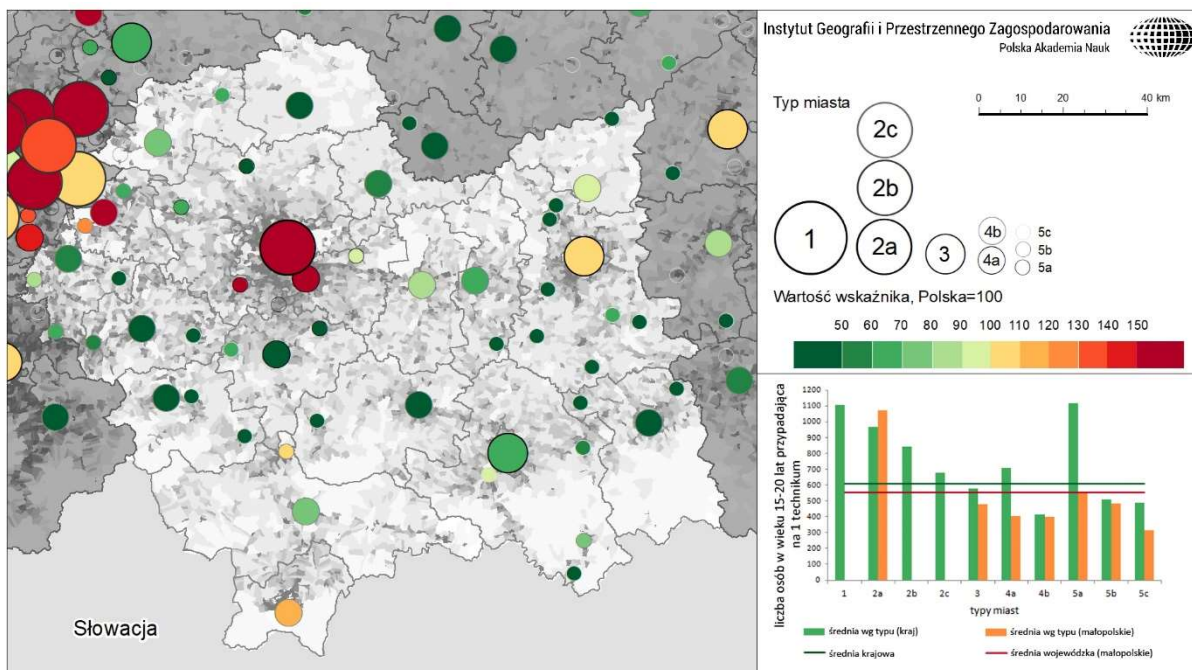 Instytut Geografii i Przestrzennego Zagospodarowania
Polska Akademia Nauk
Typ miasta
0 10 20 40 km
2c
2b
1
2a
3
4b
4a
5c
5b
5a
Wartość wskaźnika, Polska=100
50 60 70 80 90 100 110 120 130 140 150
Słowacja
liczba osób w wieku 15-20 lat przypadająca
na 1 technikum
1200
1100
1000
900
800
700
600
500
400
300
200
100
0
1 2a 2b 2c 3 4a 4b 5a 5b 5c
typy miast
średnia wg typu (kraj)
średnia wg typu (małopolskie)
średnia krajowa
średnia wojewódzka (małopolskie)